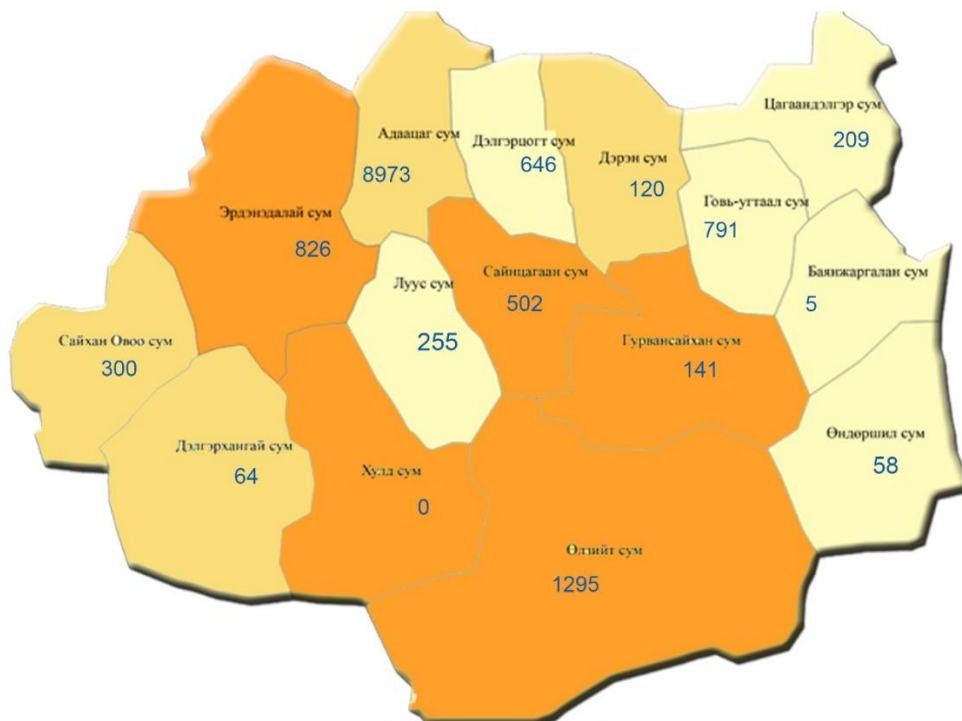 Цагаандэлгэр сум
209
Адаацаг сум
8973
Дэлгэрцогт сум
646
Дэрэн сум
120
Говь-угтаал сум
791
Эрдэнэдалай сум
826
Луус сум
255
Сайнцагаан сум
502
Баянжаргалан сум
5
Сайхан Овоо сум
300
Гурвансайхан сум
141
Дэлгэрхангай сум
64
Хулд сум
0
Өндөршил сум
58
Өлзийт сум
1295